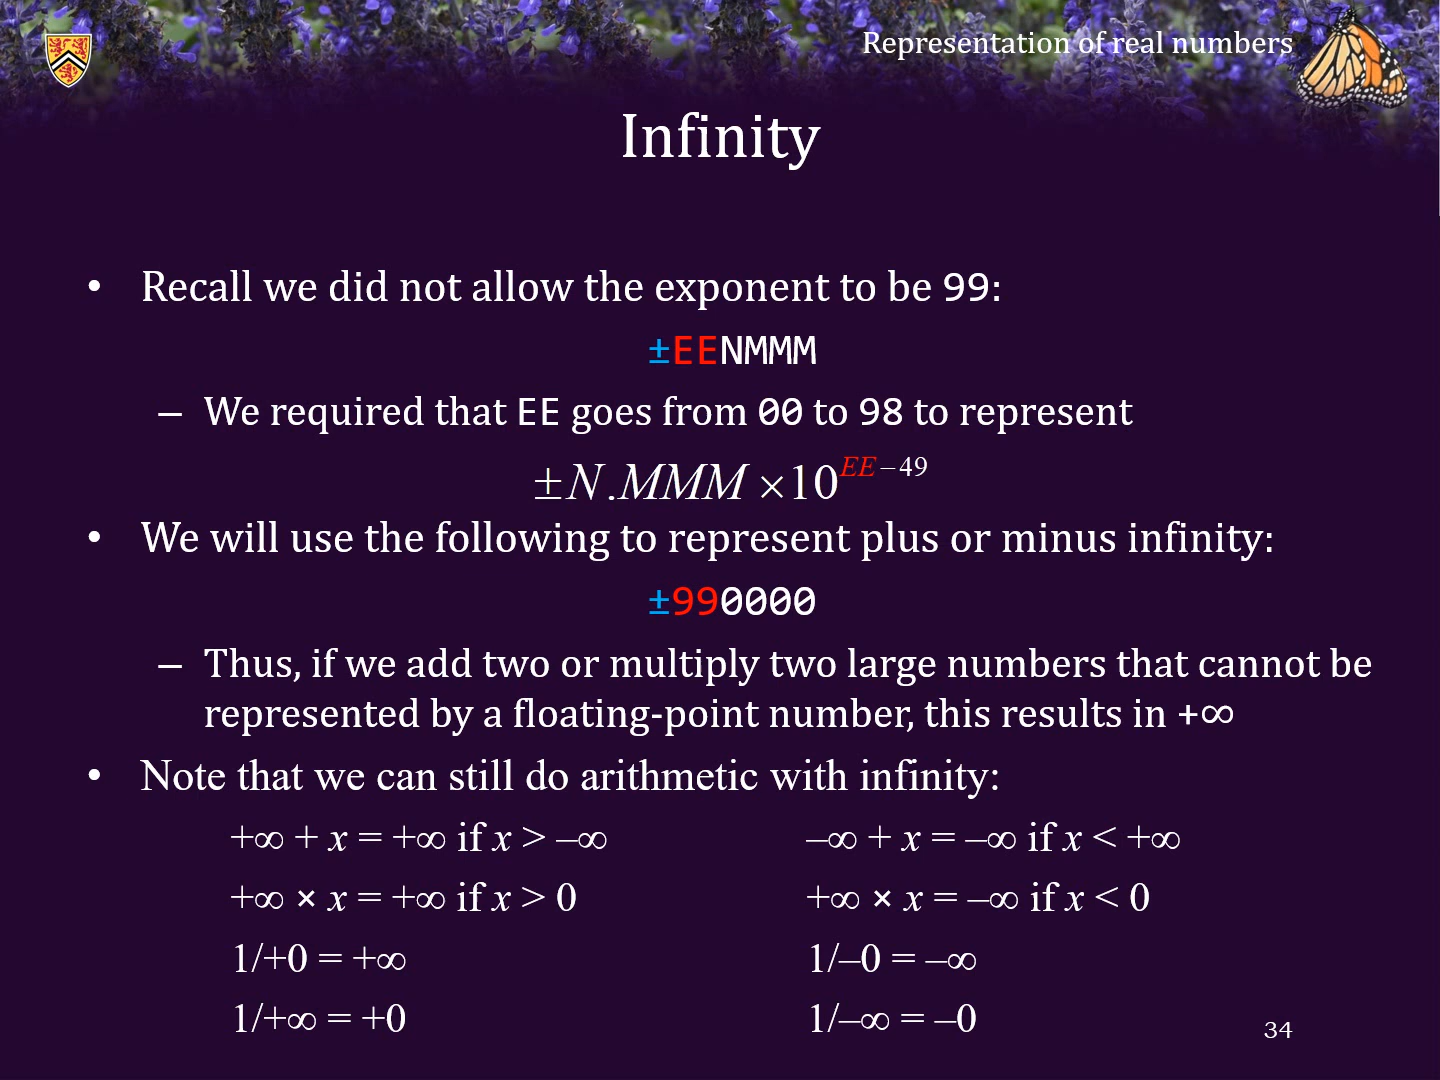 Representation of real numbers
Infinity
• Recall we did not allow the exponent to be 99:
±EENMMM
– We required that EE goes from 00 to 98 to represent
±N.MMM ×10^{EE−49}
• We will use the following to represent plus or minus infinity:
±990000
– Thus, if we add two or multiply two large numbers that cannot be
represented by a floating-point number, this results in +∞
• Note that we can still do arithmetic with infinity:
+∞ + x = +∞ if x > –∞
–∞ + x = –∞ if x < +∞
+∞ × x = +∞ if x > 0
+∞ × x = –∞ if x < 0
1/+0 = +∞
1/–0 = –∞
1/+∞ = +0
1/–∞ = –0
34